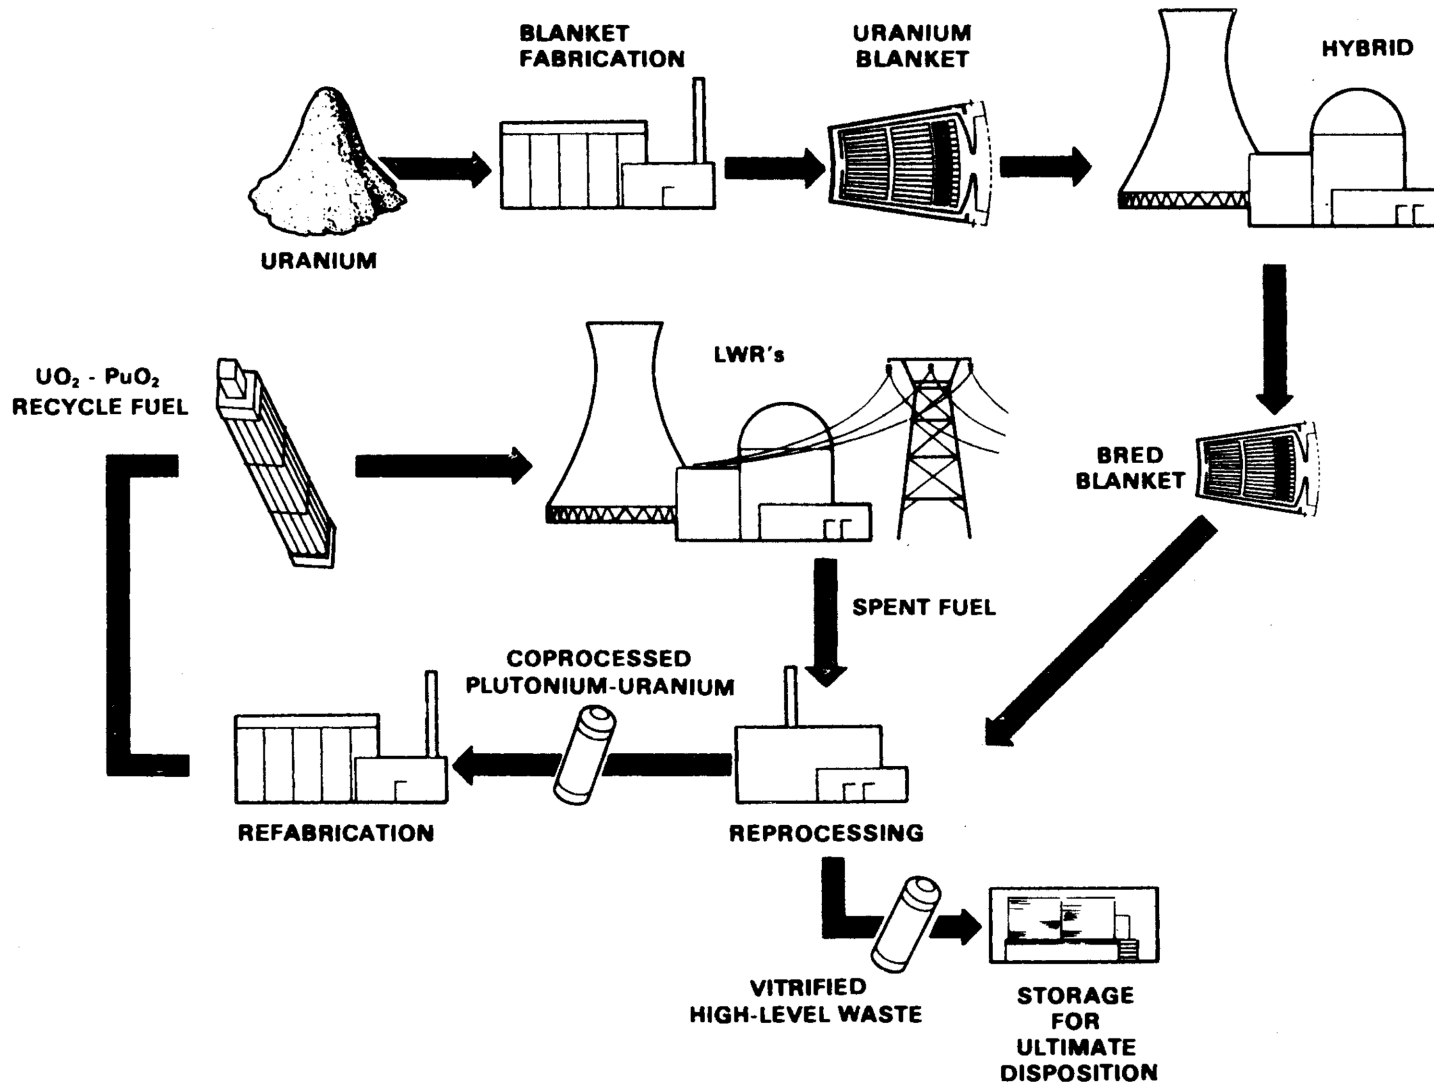 BLANKET
FABRICATION
URANIUM
BLANKET
HYBRID
URANIUM
UO₂ - PuO₂
RECYCLE FUEL
LWR's
BRED
BLANKET
SPENT FUEL
COPROCESSED
PLUTONIUM-URANIUM
REFABRICATION
REPROCESSING
VITRIFIED
HIGH-LEVEL WASTE
STORAGE
FOR
ULTIMATE
DISPOSITION